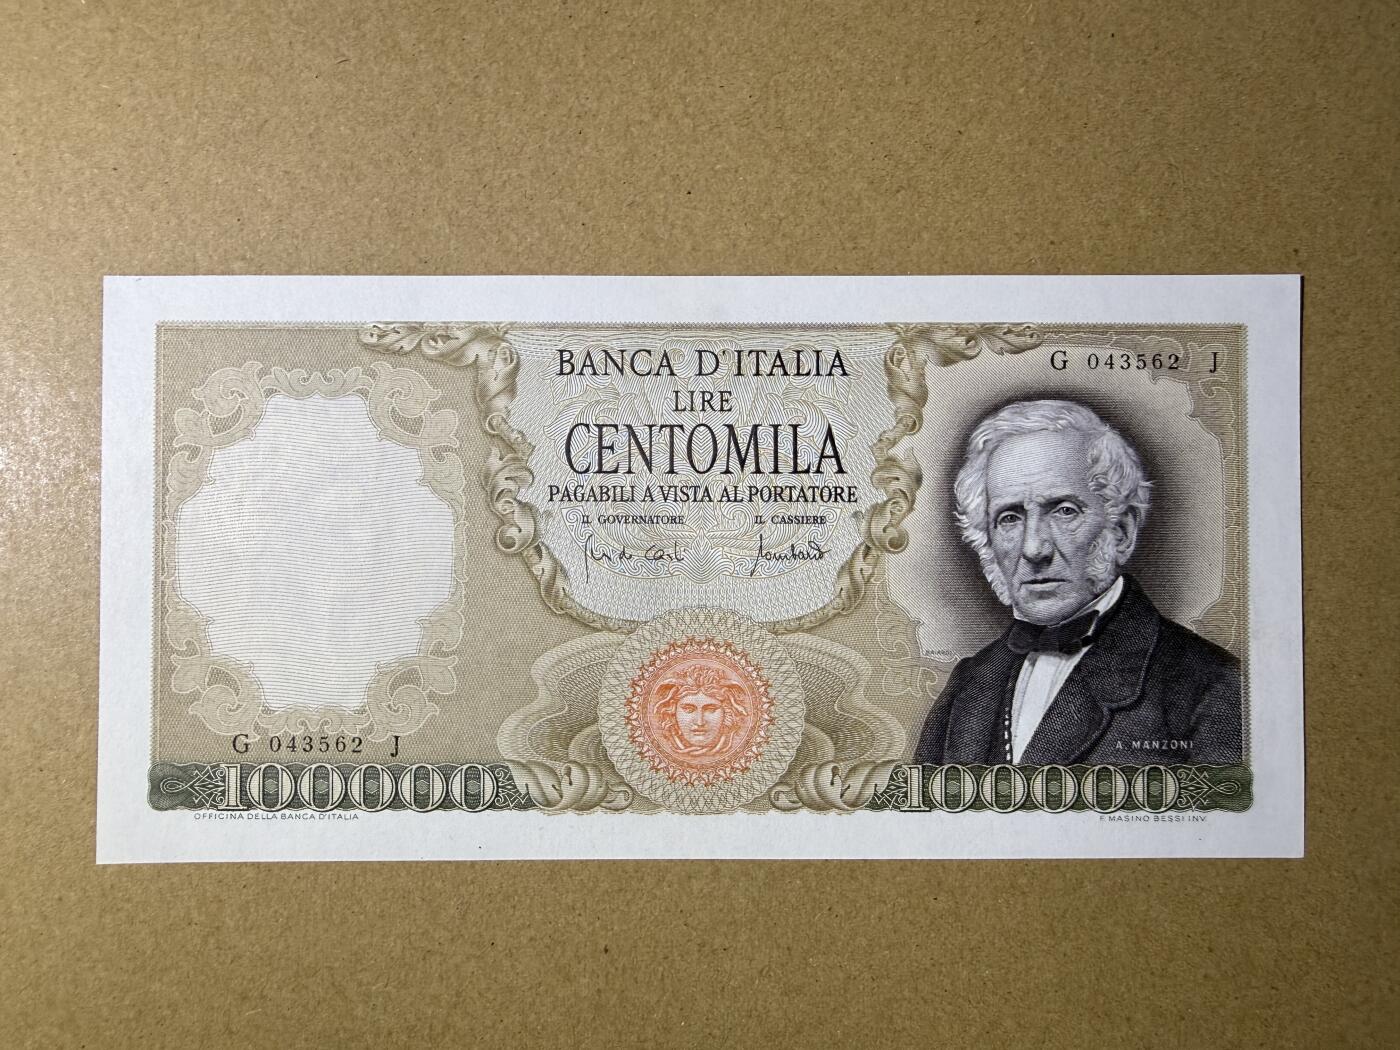 BANCA D'ITALIA
LIRE
CENTOMILA
PAGABILI A VISTA AL PORTATORE
IL GOVERNATORE IL CASSIERE
G 043562 J
BAIARDI
A. MANZONI
G 043562 J
100000 100000
OFFICINA DELLA BANCA D'ITALIA
F. MASINO BESSI INV.